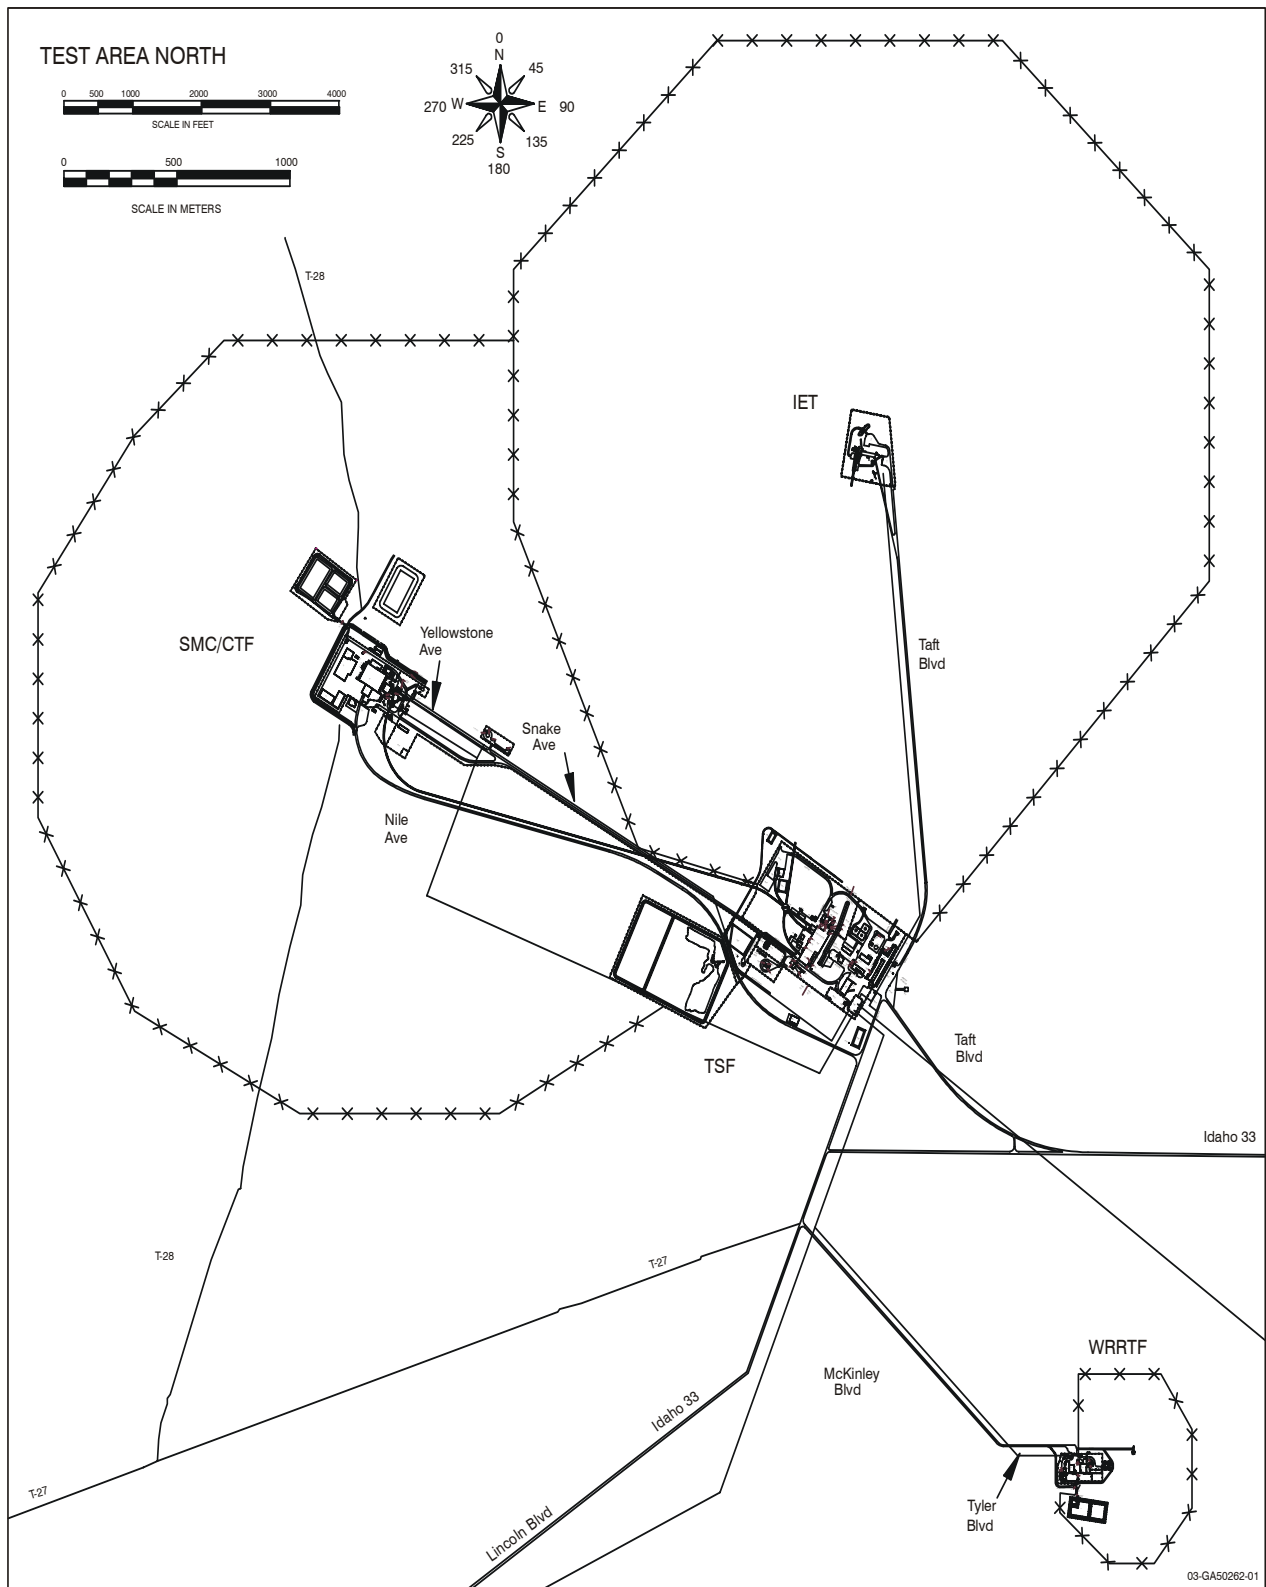 TEST AREA NORTH
0 500 1000 2000 3000 4000
SCALE IN FEET
0 500 1000
SCALE IN METERS
0
N
315 45
270 W E 90
225 135
S
180
T-28
IET
SMC/CTF
Yellowstone
Ave
Taft
Blvd
Snake
Ave
Nile
Ave
TSF
Taft
Blvd
Idaho 33
T-28
T-27
WRRTF
McKinley
Blvd
Idaho 33
T-27
Tyler
Blvd
Lincoln Blvd
03-GA50262-01